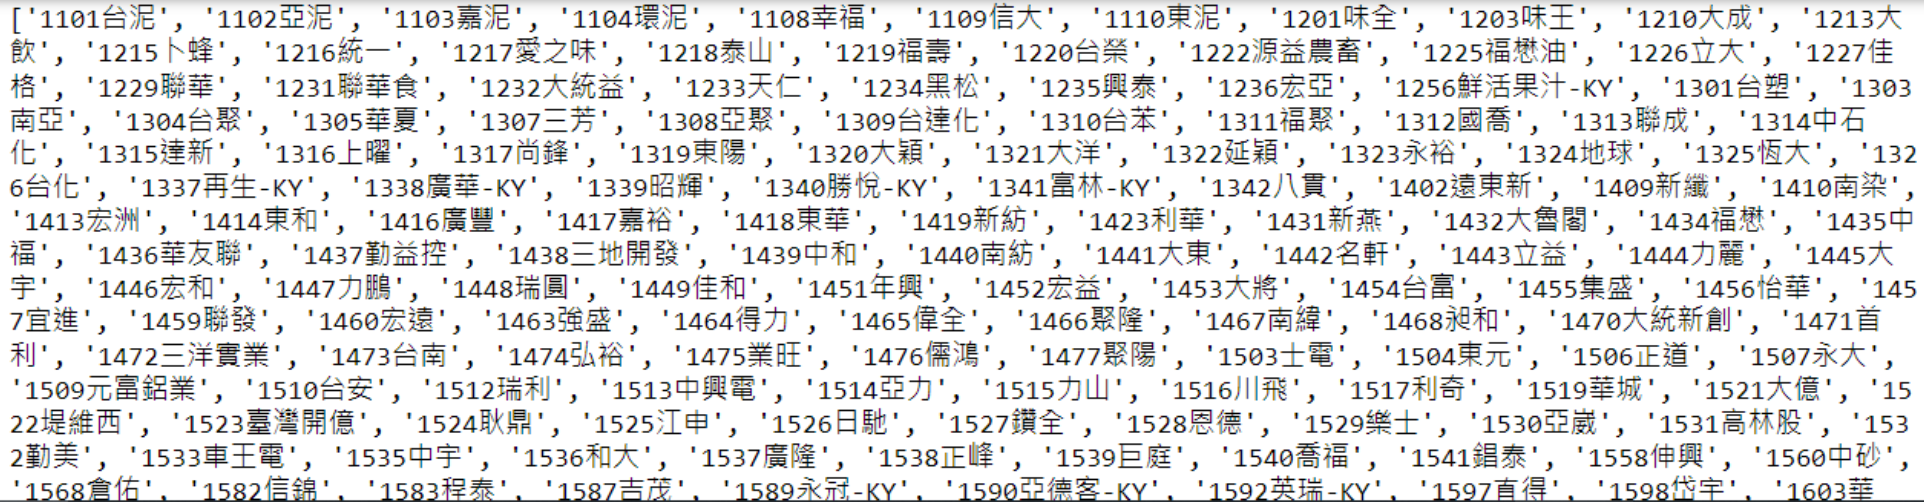 ['1101台泥', '1102亞泥', '1103嘉泥', '1104環泥', '1108幸福', '1109信大', '1110東泥', '1201味全', '1203味王', '1210大成', '1213大
飲', '1215卜蜂', '1216統一', '1217愛之味', '1218泰山', '1219福壽', '1220台榮', '1222源益農畜', '1225福懋油', '1226立大', '1227佳
格', '1229聯華', '1231聯華食', '1232大統益', '1233天仁', '1234黑松', '1235興泰', '1236宏亞', '1256鮮活果汁-KY', '1301台塑', '1303
南亞', '1304台聚', '1305華夏', '1307三芳', '1308亞聚', '1309台達化', '1310台苯', '1311福聚', '1312國喬', '1313聯成', '1314中石
化', '1315達新', '1316上曜', '1317尚鋒', '1319東陽', '1320大穎', '1321大洋', '1322延穎', '1323永裕', '1324地球', '1325恆大', '132
6台化', '1337再生-KY', '1338廣華-KY', '1339昭輝', '1340勝悅-KY', '1341富林-KY', '1342八貫', '1402遠東新', '1409新纖', '1410南染',
'1413宏洲', '1414東和', '1416廣豐', '1417嘉裕', '1418東華', '1419新紡', '1423利華', '1431新燕', '1432大魯閣', '1434福懋', '1435中
福', '1436華友聯', '1437勤益控', '1438三地開發', '1439中和', '1440南紡', '1441大東', '1442名軒', '1443立益', '1444力麗', '1445大
宇', '1446宏和', '1447力鵬', '1448瑞圓', '1449佳和', '1451年興', '1452宏益', '1453大將', '1454台富', '1455集盛', '1456怡華', '145
7宜進', '1459聯發', '1460宏遠', '1463強盛', '1464得力', '1465偉全', '1466聚隆', '1467南緯', '1468昶和', '1470大統新創', '1471首
利', '1472三洋實業', '1473台南', '1474弘裕', '1475業旺', '1476儒鴻', '1477聚陽', '1503士電', '1504東元', '1506正道', '1507永大',
'1509元富鋁業', '1510台安', '1512瑞利', '1513中興電', '1514亞力', '1515力山', '1516川飛', '1517利奇', '1519華城', '1521大億', '15
22堤維西', '1523臺灣開億', '1524耿鼎', '1525江申', '1526日馳', '1527鑽全', '1528恩德', '1529樂士', '1530亞崴', '1531高林股', '153
2勤美', '1533車王電', '1535中宇', '1536和大', '1537廣隆', '1538正峰', '1539巨庭', '1540喬福', '1541錩泰', '1558伸興', '1560中砂',
'1568倉佑', '1582信錦', '1583程泰', '1587吉茂', '1589永冠-KY', '1590亞德客-KY', '1592英瑞-KY', '1597直得', '1598岱宇', '1603華